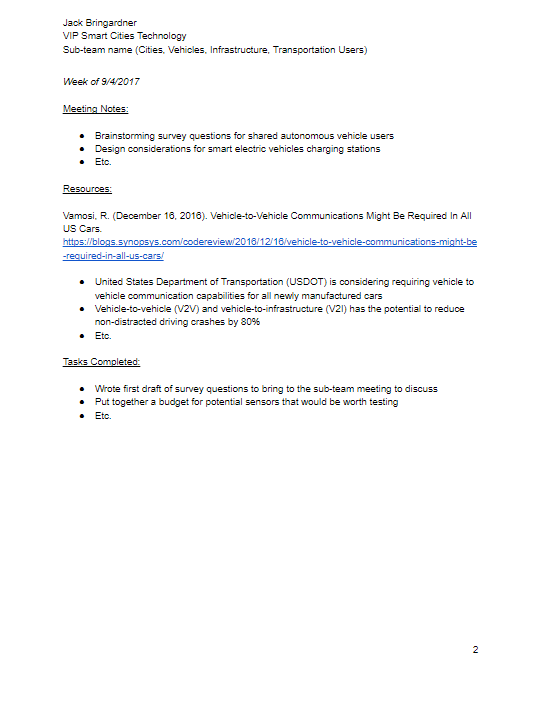 Jack Bringardner
VIP Smart Cities Technology
Sub-team name (Cities, Vehicles, Infrastructure, Transportation Users)
Week of 9/4/2017
Meeting Notes:
● Brainstorming survey questions for shared autonomous vehicle users
● Design considerations for smart electric vehicles charging stations
● Etc.
Resources:
Vamosi, R. (December 16, 2016). Vehicle-to-Vehicle Communications Might Be Required In All
US Cars.
https://blogs.synopsys.com/codereview/2016/12/16/vehicle-to-vehicle-communications-might-be
-required-in-all-us-cars/
● United States Department of Transportation (USDOT) is considering requiring vehicle to
vehicle communication capabilities for all newly manufactured cars
● Vehicle-to-vehicle (V2V) and vehicle-to-infrastructure (V2I) has the potential to reduce
non-distracted driving crashes by 80%
● Etc.
Tasks Completed:
● Wrote first draft of survey questions to bring to the sub-team meeting to discuss
● Put together a budget for potential sensors that would be worth testing
● Etc.
2